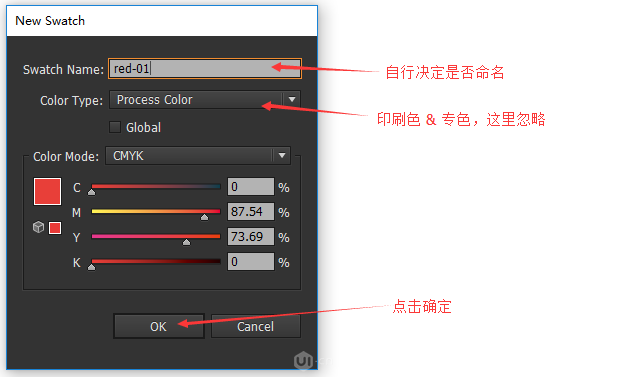 New Swatch
Swatch Name: red-01
自行决定是否命名
Color Type: Process Color
印刷色 & 专色，这里忽略
Global
Color Mode: CMYK
C 0 %
M 87.54 %
Y 73.69 %
K 0 %
点击确定
OK Cancel
UI